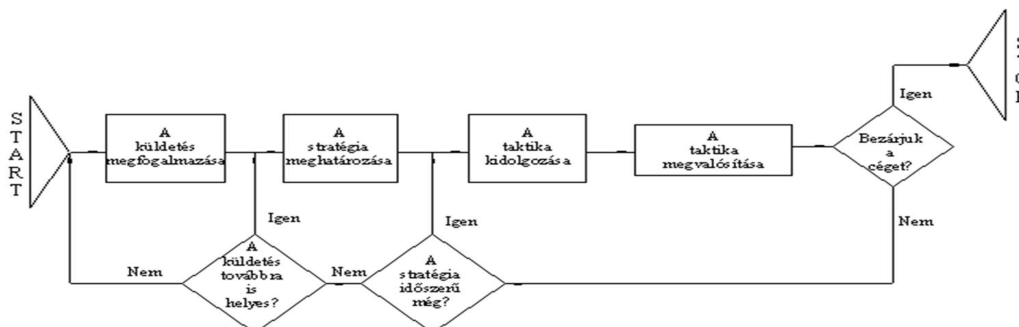 START
A
küldetés
megfogalmazása
A
stratégia
meghatározása
A
taktika
kidolgozása
A
taktika
megvalósítása
Bezárjuk
a
céget?
Igen
Nem
Igen
Igen
A
küldetés
továbbra
is
helyes?
Nem
A
stratégia
időszerű
még?
Nem